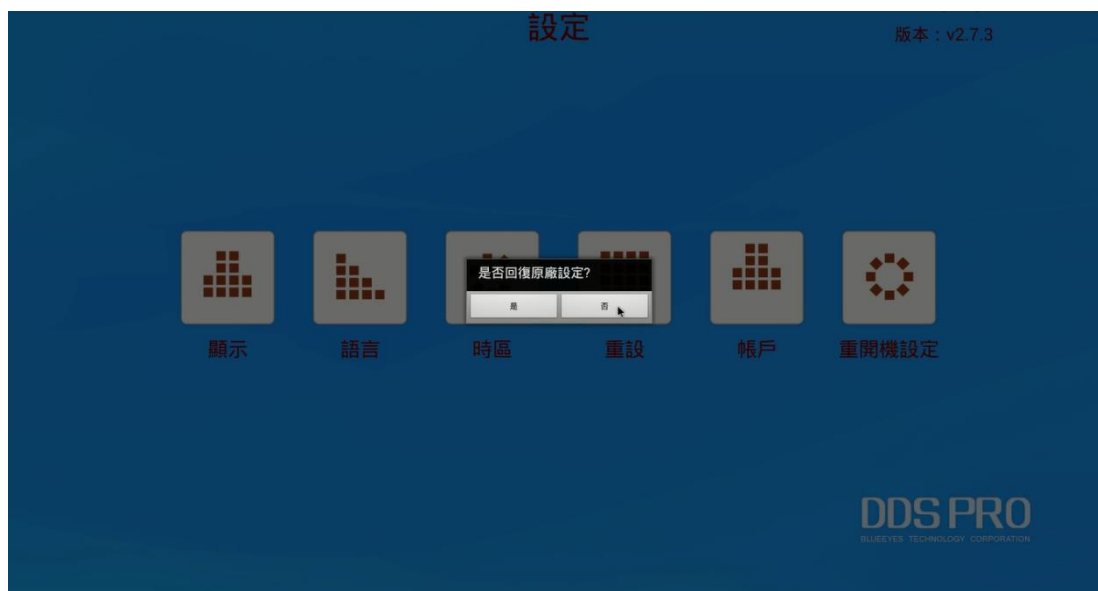 設定
版本：v2.7.3
是否回復原廠設定?
是
否
顯示
語言
時區
重設
帳戶
重開機設定
DDS PRO
BLUEEYES TECHNOLOGY CORPORATION